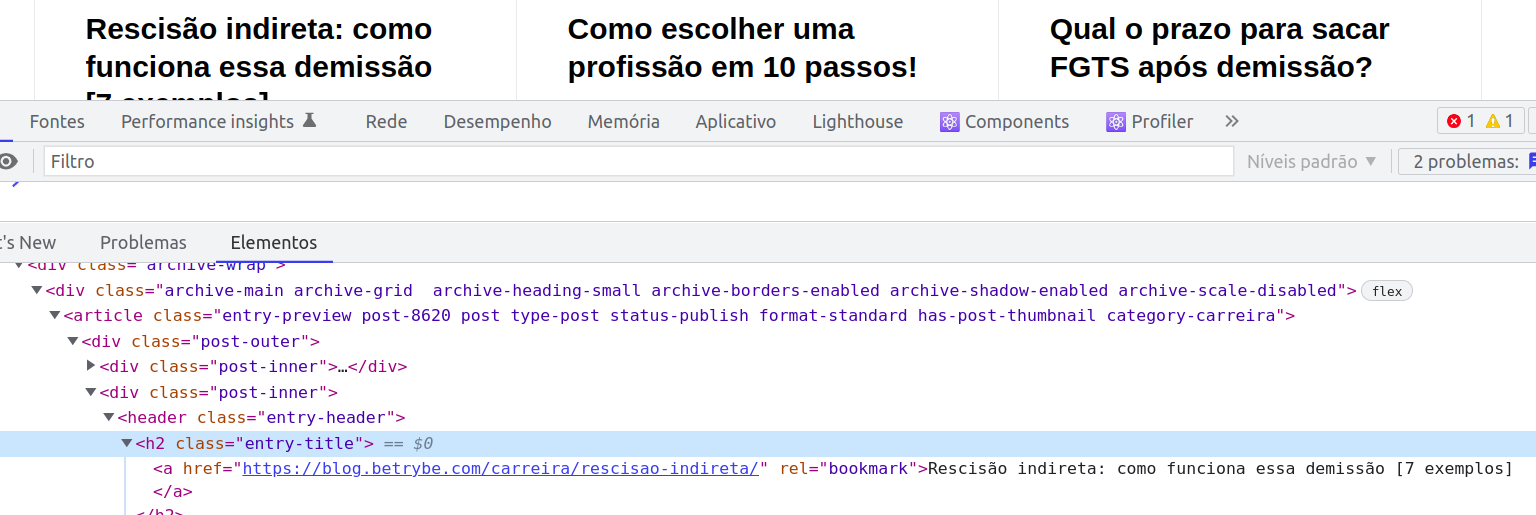 Rescisão indireta: como
funciona essa demissão
[7 exemplos]
Como escolher uma
profissão em 10 passos!
Qual o prazo para sacar
FGTS após demissão?
Fontes Performance insights Rede Desempenho Memória Aplicativo Lighthouse Components Profiler 1 1
Filtro Níveis padrão 2 problemas:
t's New Problemas Elementos
<div class="archive-wrap">
<div class="archive-main archive-grid  archive-heading-small archive-borders-enabled archive-shadow-enabled archive-scale-disabled"> flex
<article class="entry-preview post-8620 post type-post status-publish format-standard has-post-thumbnail category-carreira">
<div class="post-outer">
<div class="post-inner">…</div>
<div class="post-inner">
<header class="entry-header">
<h2 class="entry-title"> == $0
<a href="https://blog.betrybe.com/carreira/rescisao-indireta/" rel="bookmark">Rescisão indireta: como funciona essa demissão [7 exemplos]
</a>
</h2>